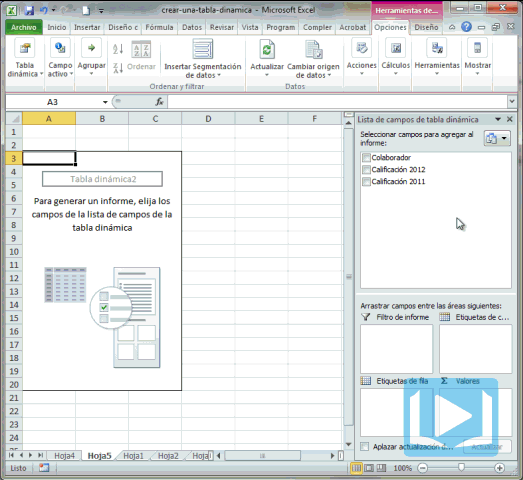 crear-una-tabla-dinamica - Microsoft Excel
Herramientas de...
Archivo Inicio Insertar Diseño c Fórmula Datos Revisar Vista Program Compler Acrobat Opciones Diseño
Tabla dinámica
Campo activo
Agrupar
Ordenar
Insertar Segmentación de datos
Actualizar
Cambiar origen de datos
Acciones
Cálculos
Herramientas
Mostrar
Ordenar y filtrar
Datos
A3
fx
A B C D E F
1
2
3
4
5
6
7
8
9
10
11
12
13
14
15
16
17
18
19
20
21
22
23
24
Tabla dinámica2
Para generar un informe, elija los
campos de la lista de campos de la
tabla dinámica
Lista de campos de tabla dinámica
Seleccionar campos para agregar al
informe:
Colaborador
Calificación 2012
Calificación 2011
Arrastrar campos entre las áreas siguientes:
Filtro de informe
Etiquetas de c...
Etiquetas de fila
Σ Valores
Aplazar actualización d...
Actualizar
Hoja4 Hoja5 Hoja1 Hoja2 Hoja
Listo
100%